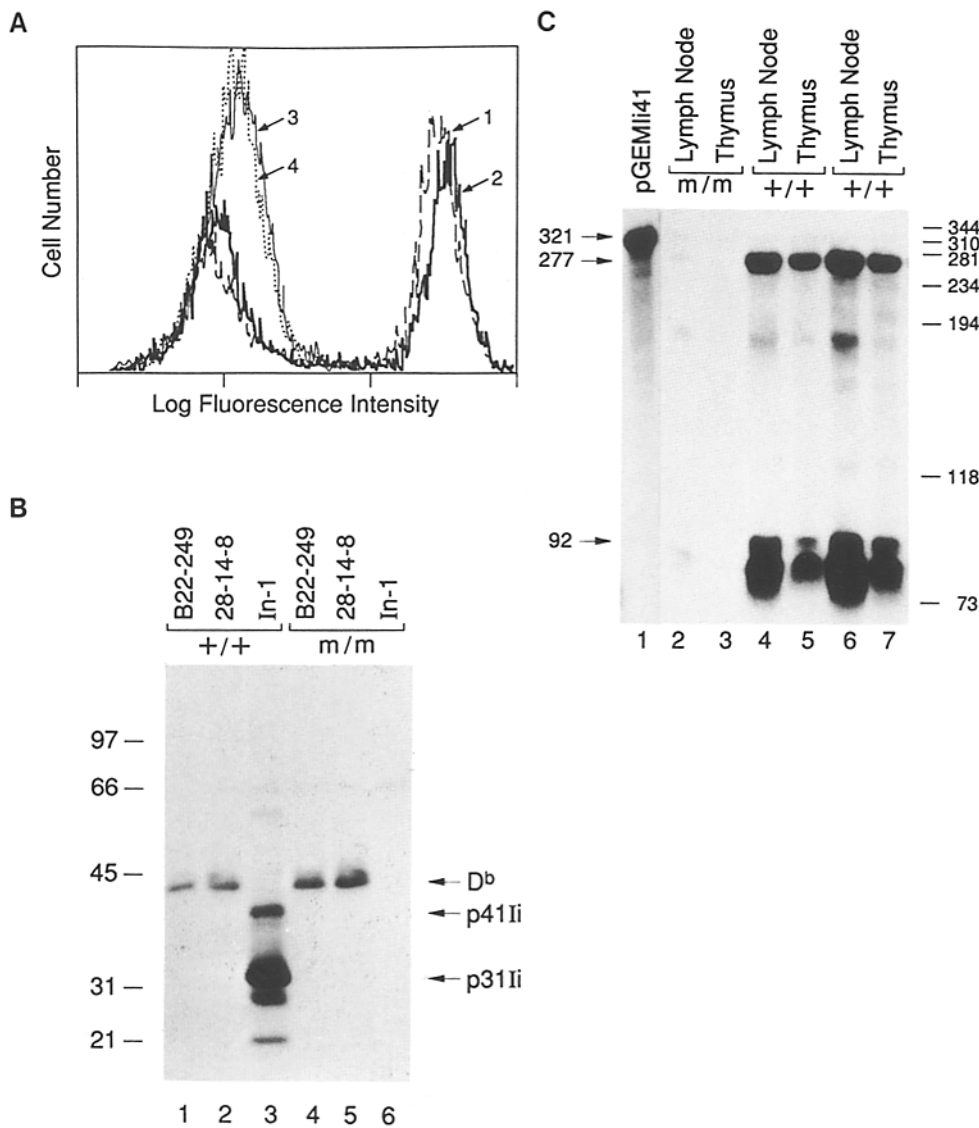 A
Cell Number
3
4
1
2
Log Fluorescence Intensity
B
B22-249
28-14-8
In-1
B22-249
28-14-8
In-1
+/+
m/m
97
66
45
31
21
Dᵇ
p41Ii
p31Ii
1 2 3 4 5 6
C
pGEMIi41
Lymph Node
Thymus
Lymph Node
Thymus
Lymph Node
Thymus
m/m
+/+
+/+
321
277
92
344
310
281
234
194
118
73
1 2 3 4 5 6 7